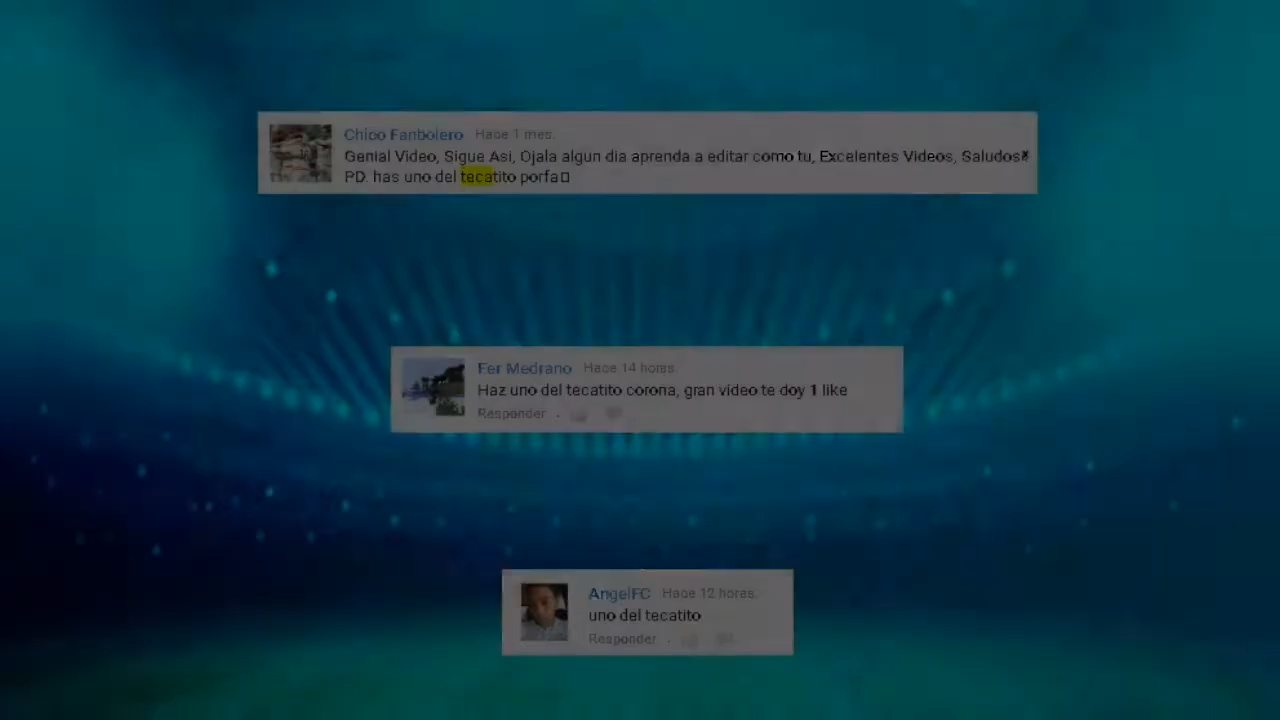 Chico Fanbolero Hace 1 mes.
Genial Video, Sigue Asi, Ojala algun dia aprenda a editar como tu, Excelentes Videos, Saludos
PD. has uno del tecatito porfa
Fer Medrano Hace 14 horas.
Haz uno del tecatito corona, gran vídeo te doy 1 like
Responder ·
AngelFC Hace 12 horas.
uno del tecatito
Responder ·